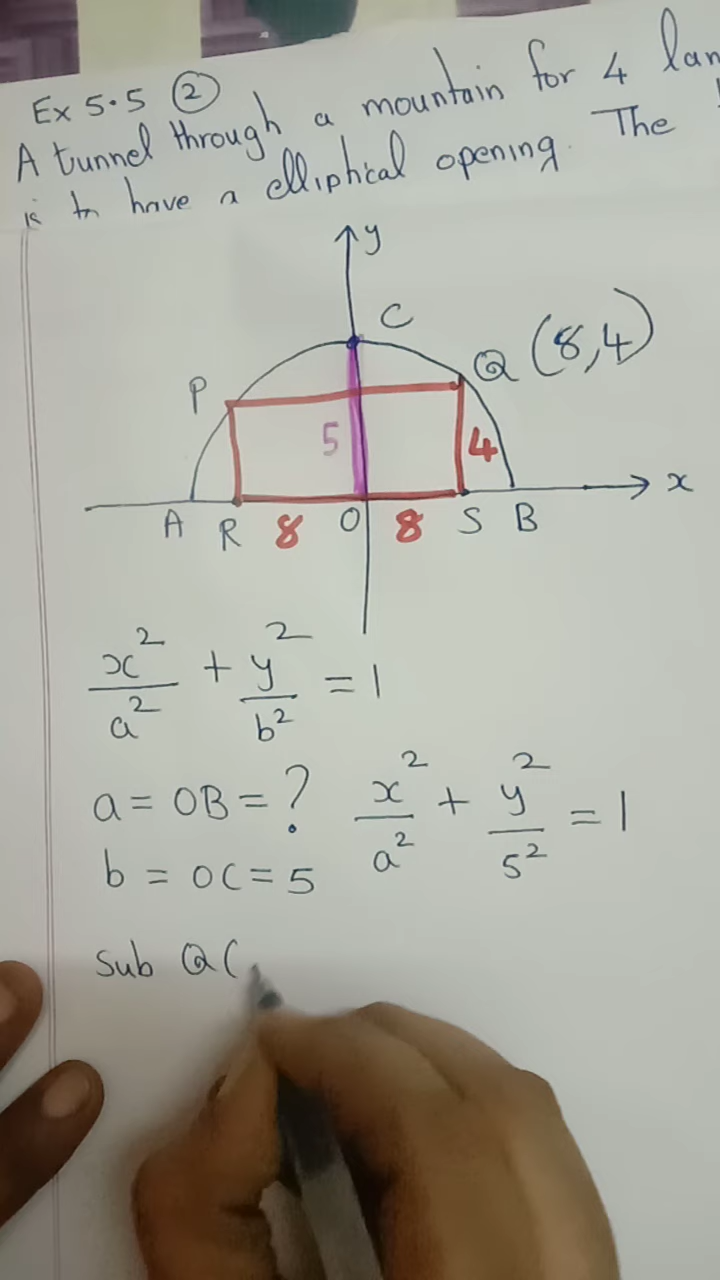 Ex 5.5 ②
A tunnel through a mountain for 4
is to have a elliptical opening. The
y
C
Q (8,4)
P
5
4
x
A R 8 O 8 S B
x²/a² + y²/b² = 1
a = OB = ? x²/a² + y²/5² = 1
b = OC = 5
Sub Q(